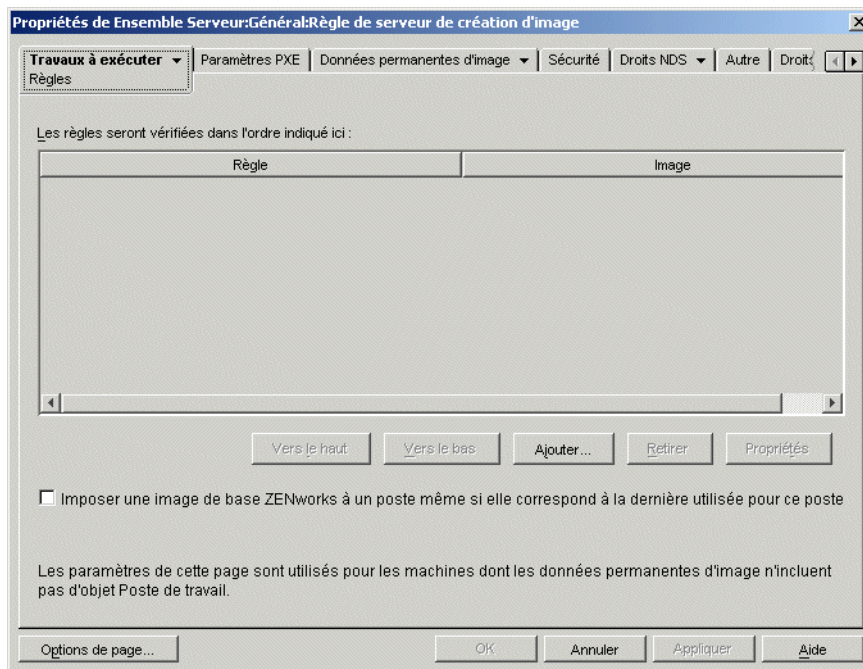 Propriétés de Ensemble Serveur:Général:Règle de serveur de création d'image
Travaux à exécuter
Paramètres PXE
Données permanentes d'image
Sécurité
Droits NDS
Autre
Droits
Règles
Les règles seront vérifiées dans l'ordre indiqué ici :
Règle
Image
Vers le haut
Vers le bas
Ajouter...
Retirer
Propriétés
Imposer une image de base ZENworks à un poste même si elle correspond à la dernière utilisée pour ce poste
Les paramètres de cette page sont utilisés pour les machines dont les données permanentes d'image n'incluent
pas d'objet Poste de travail.
Options de page...
OK
Annuler
Appliquer
Aide